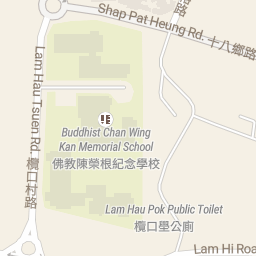 Shap Pat Heung Rd. 十八鄉路
路
Lam Hau Tsuen Rd. 欖口村路
Buddhist Chan Wing
Kan Memorial School
佛教陳榮根紀念學校
Lam Hau Pok Public Toilet
欖口壆公廁
Lam Hi Road